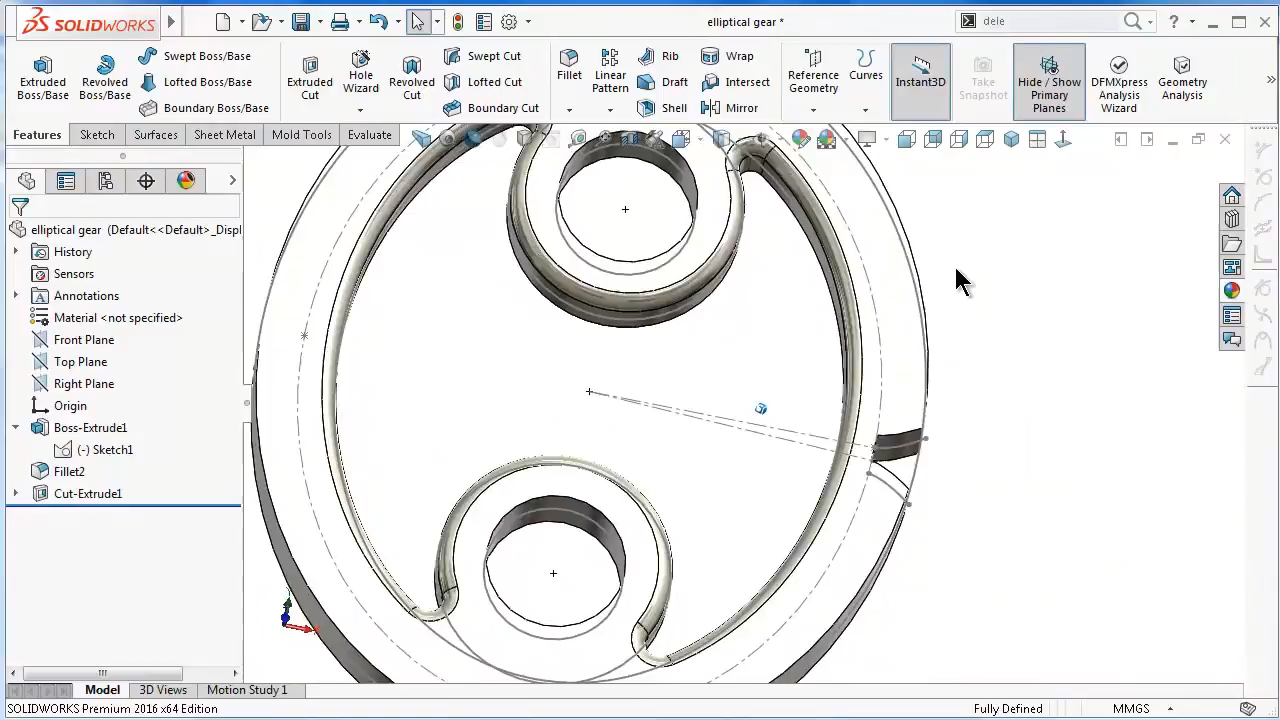 SOLIDWORKS
elliptical gear *
dele
Extruded Boss/Base
Revolved Boss/Base
Swept Boss/Base
Lofted Boss/Base
Boundary Boss/Base
Extruded Cut
Hole Wizard
Revolved Cut
Swept Cut
Lofted Cut
Boundary Cut
Fillet
Linear Pattern
Rib
Draft
Shell
Wrap
Intersect
Mirror
Reference Geometry
Curves
Instant3D
Take Snapshot
Hide / Show Primary Planes
DFMXpress Analysis Wizard
Geometry Analysis
Features
Sketch
Surfaces
Sheet Metal
Mold Tools
Evaluate
elliptical gear (Default<<Default>_Displ
History
Sensors
Annotations
Material <not specified>
Front Plane
Top Plane
Right Plane
Origin
Boss-Extrude1
(-) Sketch1
Fillet2
Cut-Extrude1
Model
3D Views
Motion Study 1
SOLIDWORKS Premium 2016 x64 Edition
Fully Defined
MMGS